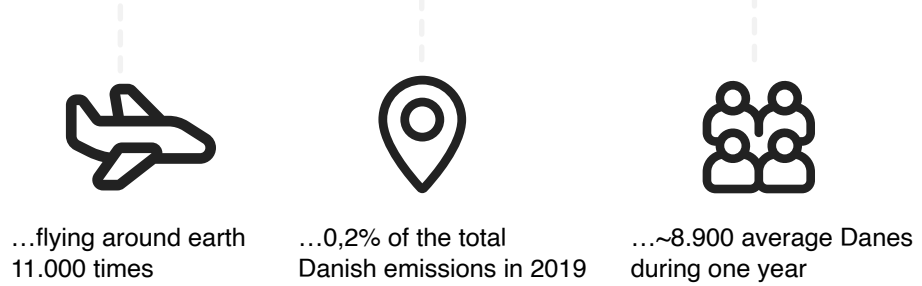 …flying around earth
11.000 times
…0,2% of the total
Danish emissions in 2019
…~8.900 average Danes
during one year